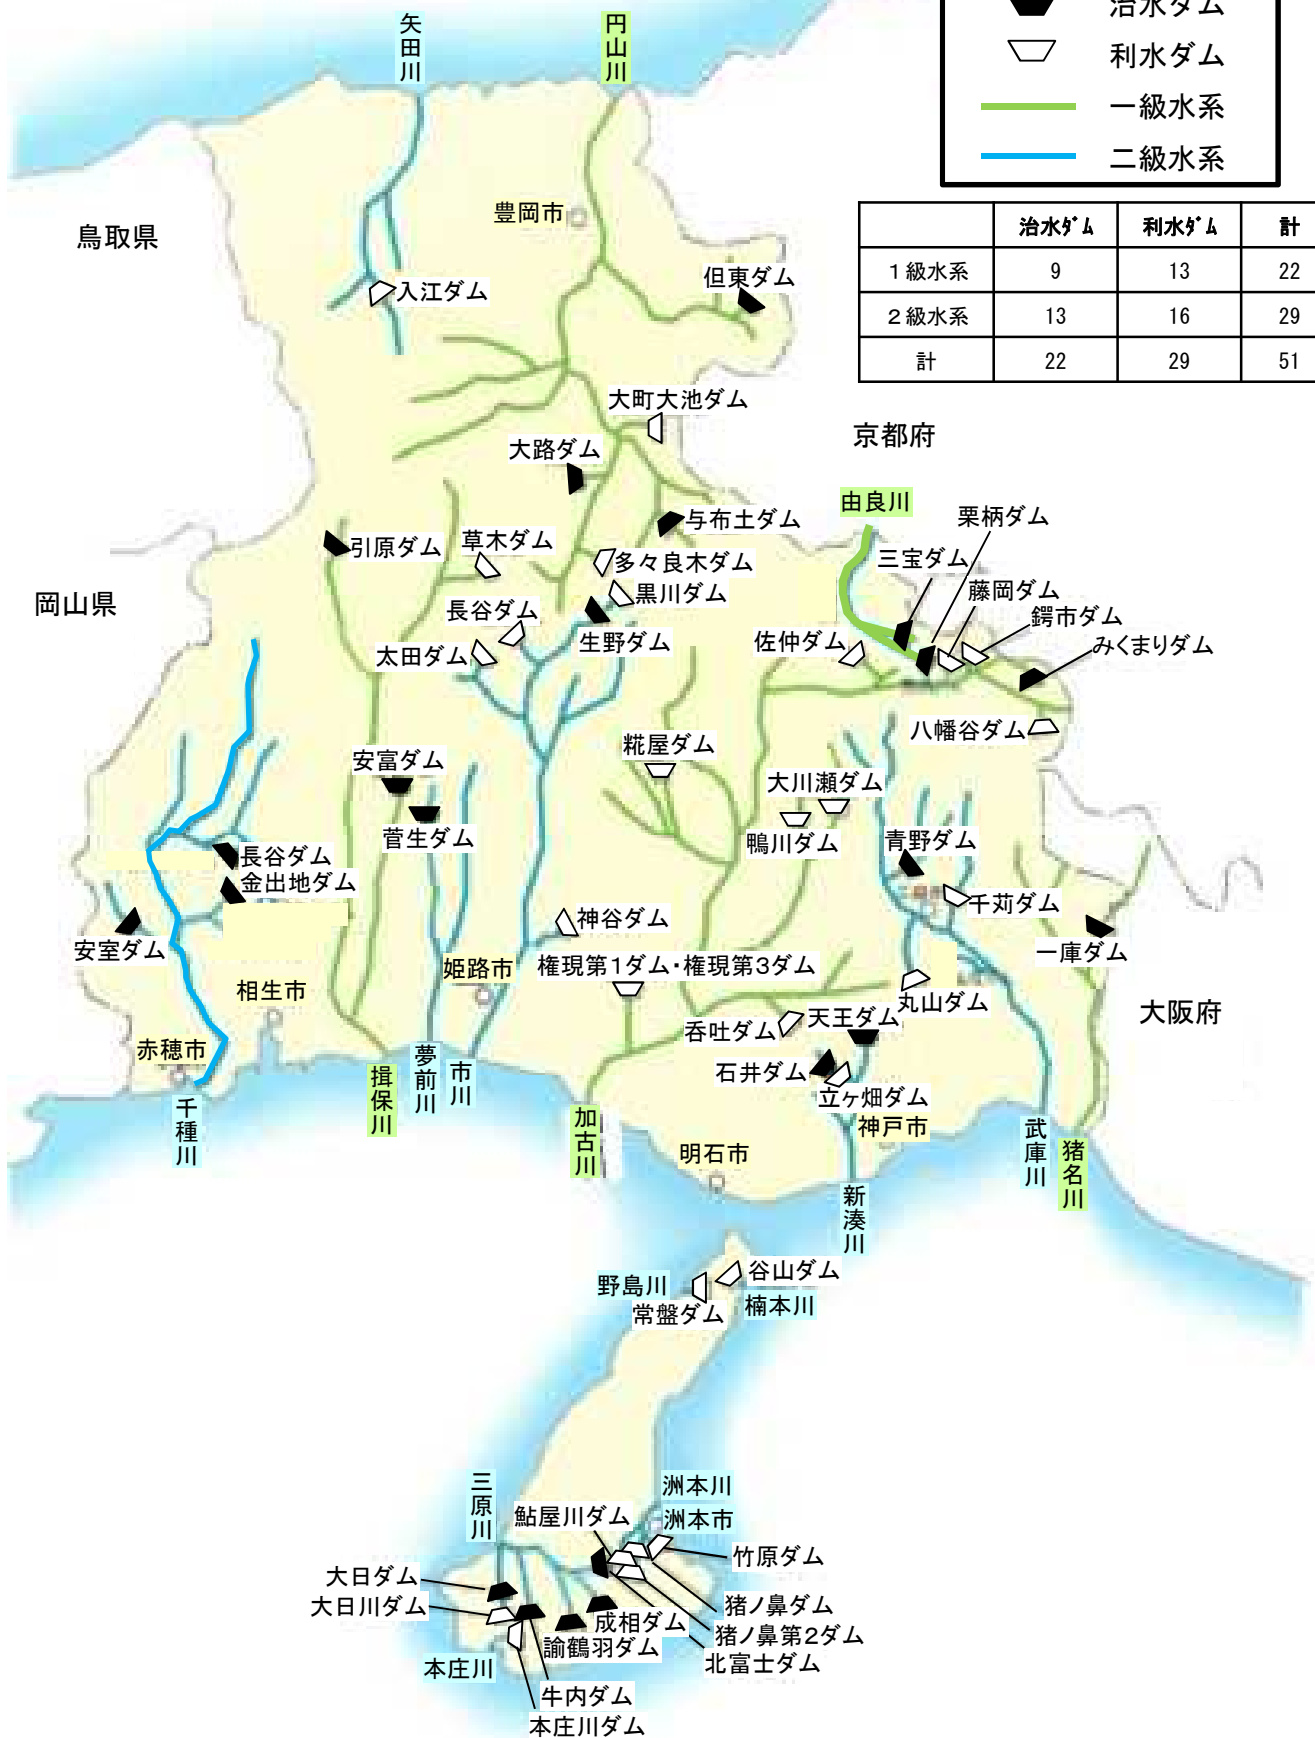 矢田川
円山川
治水ダム
利水ダム
一級水系
二級水系
治水ダム 利水ダム 計
1級水系 9 13 22
2級水系 13 16 29
計 22 29 51
鳥取県
豊岡市
入江ダム
但東ダム
大町大池ダム
京都府
大路ダム
由良川
栗柄ダム
与布土ダム
引原ダム
草木ダム
三宝ダム
多々良木ダム
藤岡ダム
黒川ダム
岡山県
長谷ダム
鍔市ダム
生野ダム
佐仲ダム
みくまりダム
太田ダム
八幡谷ダム
糀屋ダム
安富ダム
大川瀬ダム
菅生ダム
鴨川ダム
青野ダム
長谷ダム
金出地ダム
千苅ダム
神谷ダム
安室ダム
一庫ダム
権現第1ダム・権現第3ダム
姫路市
相生市
丸山ダム
大阪府
天王ダム
呑吐ダム
赤穂市
石井ダム
立ヶ畑ダム
千種川
揖保川
夢前川
市川
加古川
神戸市
明石市
武庫川
猪名川
新湊川
谷山ダム
野島川
常盤ダム
楠本川
三原川
洲本川
鮎屋川ダム
洲本市
竹原ダム
大日ダム
大日川ダム
猪ノ鼻ダム
成相ダム
猪ノ鼻第2ダム
諭鶴羽ダム
北富士ダム
本庄川
牛内ダム
本庄川ダム